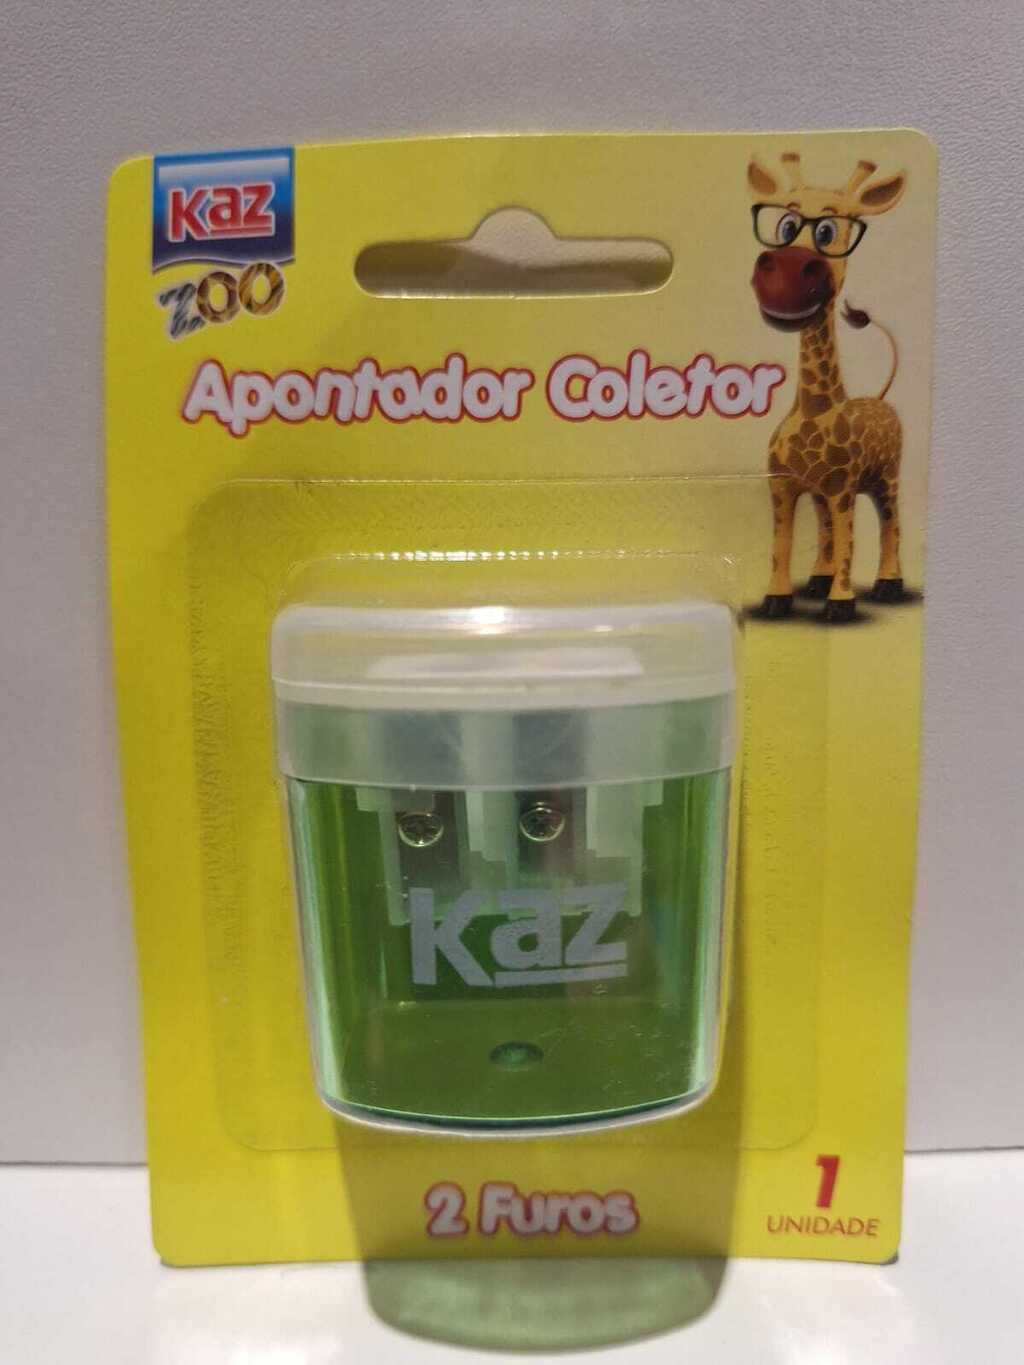 Kaz
ZOO
Apontador Coletor
Kaz
2 Furos
1
UNIDADE